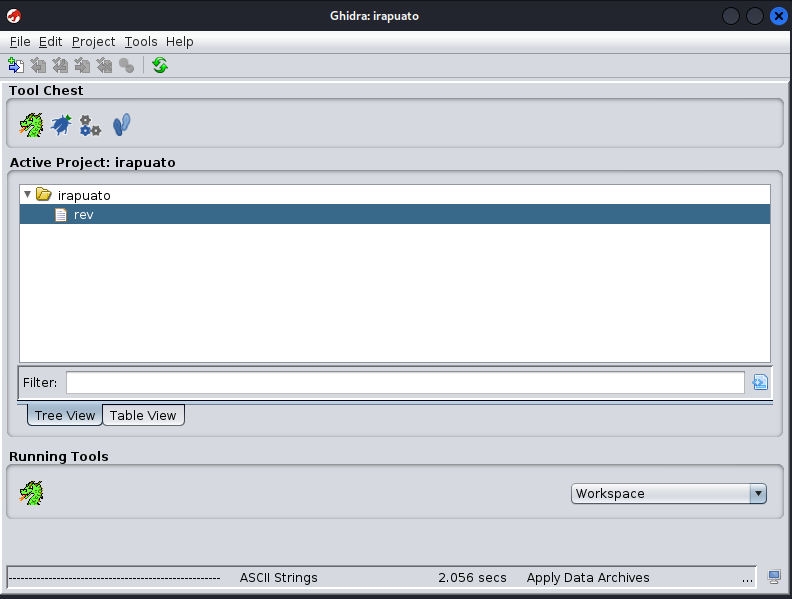 Ghidra: irapuato
File Edit Project Tools Help
Tool Chest
Active Project: irapuato
irapuato
rev
Filter:
Tree View Table View
Running Tools
Workspace
---------------------------------------------------- ASCII Strings 2.056 secs Apply Data Archives ...